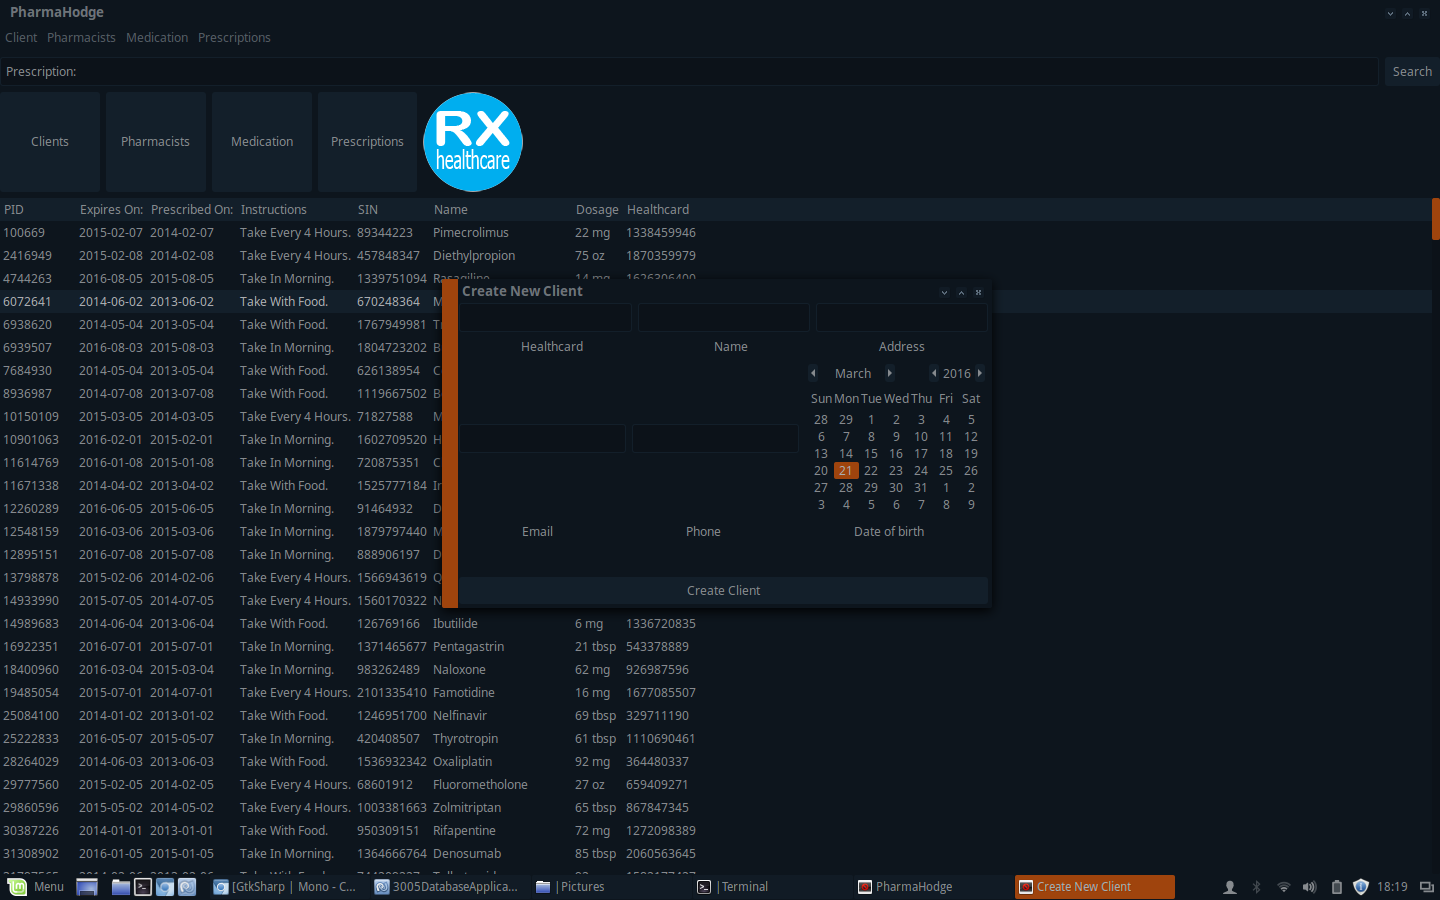 PharmaHodge
Client Pharmacists Medication Prescriptions
Prescription: Search
Clients Pharmacists Medication Prescriptions RX healthcare
PID Expires On: Prescribed On: Instructions SIN Name Dosage Healthcard
100669 2015-02-07 2014-02-07 Take Every 4 Hours. 89344223 Pimecrolimus 22 mg 1338459946
2416949 2015-02-08 2014-02-08 Take Every 4 Hours. 457848347 Diethylpropion 75 oz 1870359979
4744263 2016-08-05 2015-08-05 Take In Morning. 1339751094 Rasagiline 14 mg 1626306400
6072641 2014-06-02 2013-06-02 Take With Food. 670248364 M
6938620 2014-05-04 2013-05-04 Take With Food. 1767949981 Tr
6939507 2016-08-03 2015-08-03 Take In Morning. 1804723202 B
7684930 2014-05-04 2013-05-04 Take With Food. 626138954 C
8936987 2014-07-08 2013-07-08 Take With Food. 1119667502 B
10150109 2015-03-05 2014-03-05 Take Every 4 Hours. 71827588 M
10901063 2016-02-01 2015-02-01 Take In Morning. 1602709520 H
11614769 2016-01-08 2015-01-08 Take In Morning. 720875351 C
11671338 2014-04-02 2013-04-02 Take With Food. 1525777184 Ir
12260289 2016-06-05 2015-06-05 Take In Morning. 91464932 D
12548159 2016-03-06 2015-03-06 Take In Morning. 1879797440 M
12895151 2016-07-08 2015-07-08 Take In Morning. 888906197 D
13798878 2015-02-06 2014-02-06 Take Every 4 Hours. 1566943619 Q
14933990 2015-07-05 2014-07-05 Take Every 4 Hours. 1560170322 N
14989683 2014-06-04 2013-06-04 Take With Food. 126769166 Ibutilide 6 mg 1336720835
16922351 2016-07-01 2015-07-01 Take In Morning. 1371465677 Pentagastrin 21 tbsp 543378889
18400960 2016-03-04 2015-03-04 Take In Morning. 983262489 Naloxone 62 mg 926987596
19485054 2015-07-01 2014-07-01 Take Every 4 Hours. 2101335410 Famotidine 16 mg 1677085507
25084100 2014-01-02 2013-01-02 Take With Food. 1246951700 Nelfinavir 69 tbsp 329711190
25222833 2016-05-07 2015-05-07 Take In Morning. 420408507 Thyrotropin 61 tbsp 1110690461
28264029 2014-06-03 2013-06-03 Take With Food. 1536932342 Oxaliplatin 92 mg 364480337
29777560 2015-02-05 2014-02-05 Take Every 4 Hours. 68601912 Fluorometholone 27 oz 659409271
29860596 2015-05-02 2014-05-02 Take Every 4 Hours. 1003381663 Zolmitriptan 65 tbsp 867847345
30387226 2014-01-01 2013-01-01 Take With Food. 950309151 Rifapentine 72 mg 1272098389
31308902 2016-01-05 2015-01-05 Take In Morning. 1364666764 Denosumab 85 tbsp 2060563645
Create New Client
Healthcard Name Address
March 2016
Sun Mon Tue Wed Thu Fri Sat
28 29 1 2 3 4 5
6 7 8 9 10 11 12
13 14 15 16 17 18 19
20 21 22 23 24 25 26
27 28 29 30 31 1 2
3 4 5 6 7 8 9
Email Phone Date of birth
Create Client
Menu [GtkSharp | Mono - C... 3005DatabaseApplica... |Pictures |Terminal PharmaHodge Create New Client 18:19